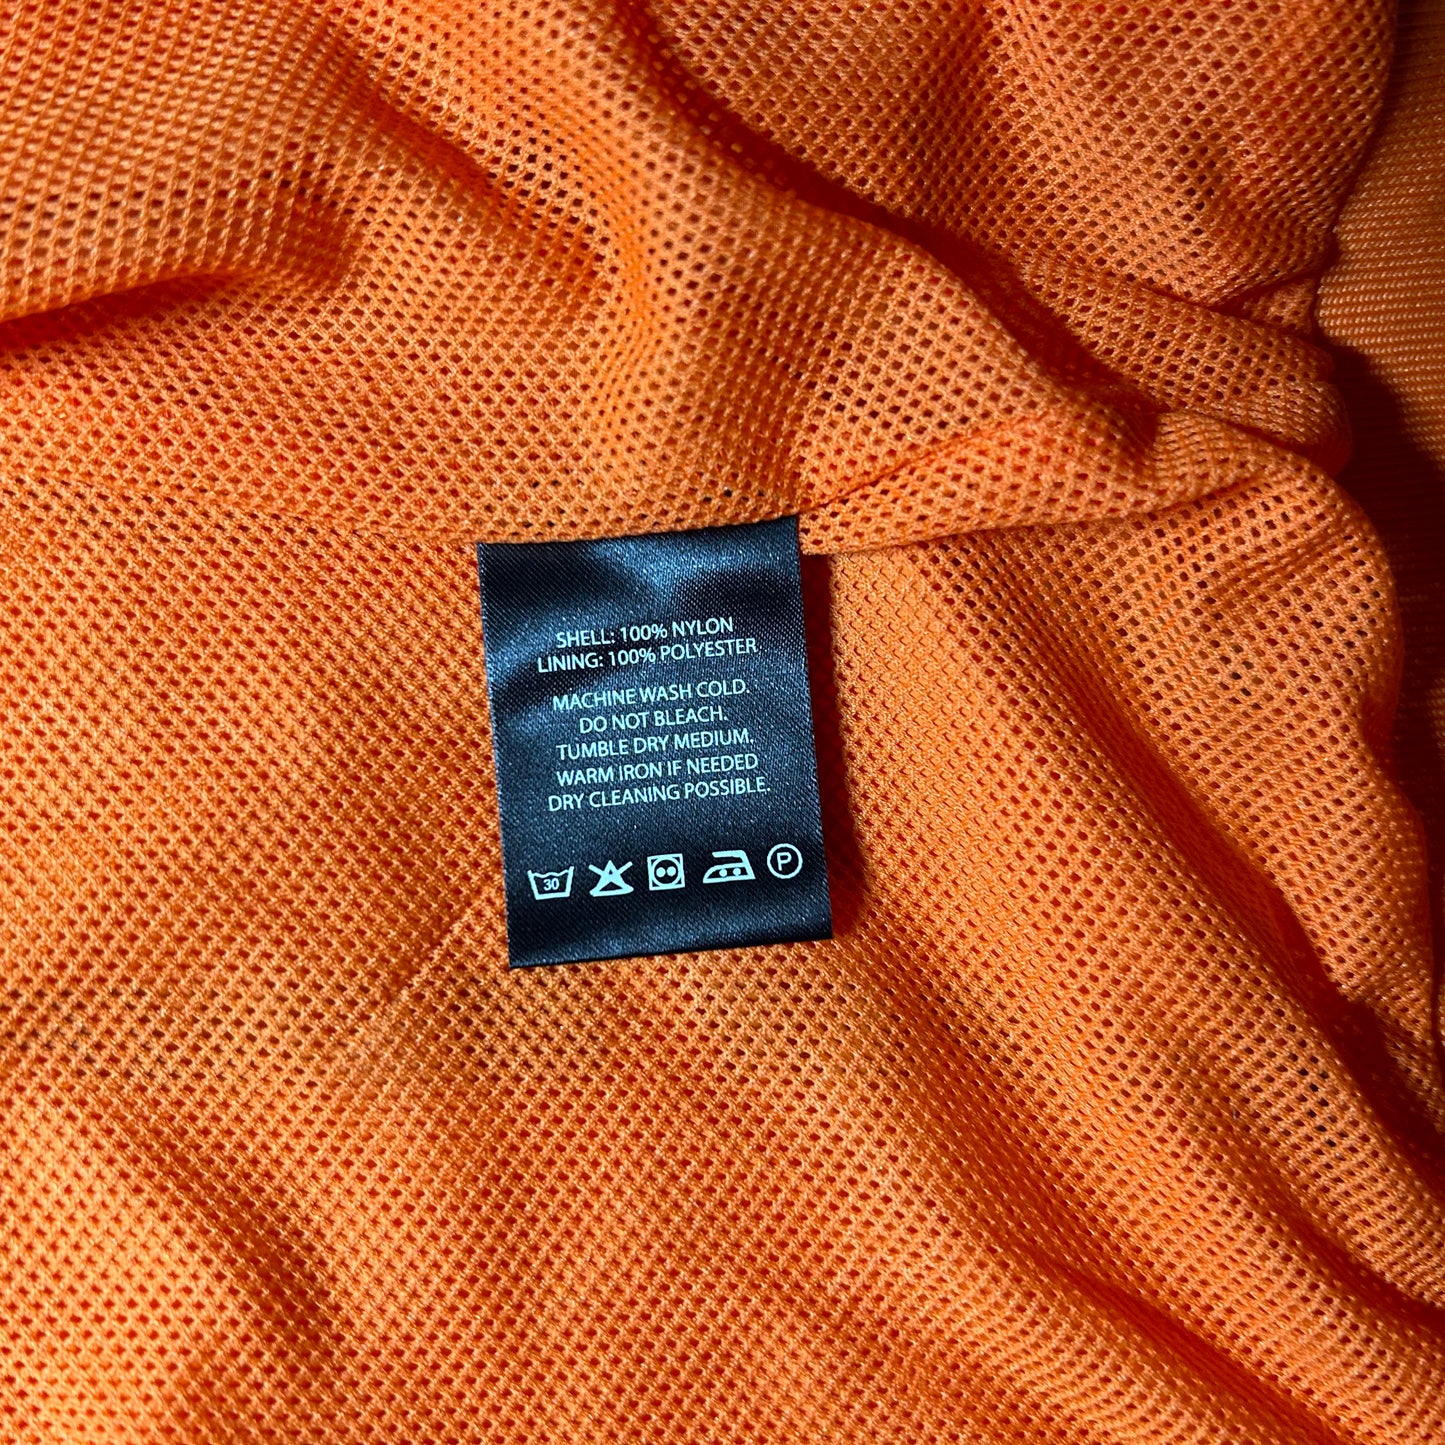 SHELL: 100% NYLON
LINING: 100% POLYESTER
MACHINE WASH COLD.
DO NOT BLEACH.
TUMBLE DRY MEDIUM.
WARM IRON IF NEEDED
DRY CLEANING POSSIBLE.
30 P